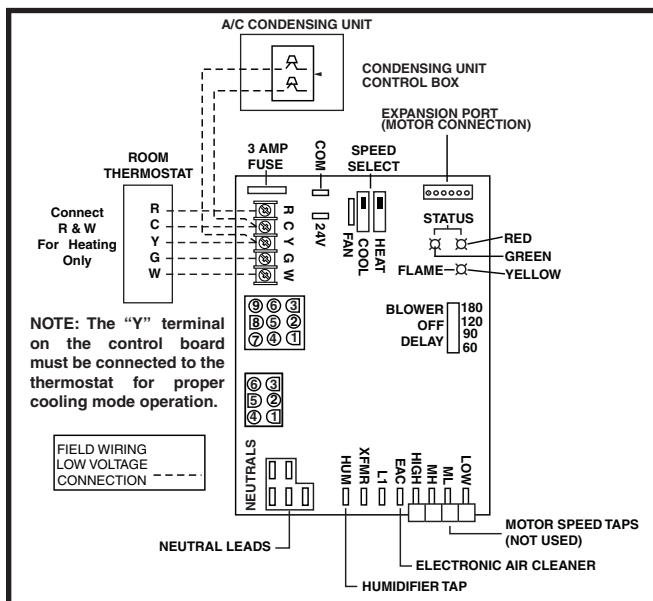 A/C CONDENSING UNIT
CONDENSING UNIT
CONTROL BOX
EXPANSION PORT
(MOTOR CONNECTION)
3 AMP
FUSE
COM
SPEED
SELECT
ROOM
THERMOSTAT
Connect
R & W
For Heating
Only
R
C
Y
G
W
R
C
Y
G
W
24V
FAN
COOL
HEAT
STATUS
RED
GREEN
FLAME
YELLOW
BLOWER
OFF
DELAY
180
120
90
60
9 6 3
8 5 2
7 4 1
NOTE: The “Y” terminal
on the control board
must be connected to the
thermostat for proper
cooling mode operation.
6 3
5 2
4 1
FIELD WIRING
LOW VOLTAGE
CONNECTION
NEUTRALS
HUM
XFMR
L1
EAC
HIGH
MH
ML
LOW
NEUTRAL LEADS
MOTOR SPEED TAPS
(NOT USED)
ELECTRONIC AIR CLEANER
HUMIDIFIER TAP